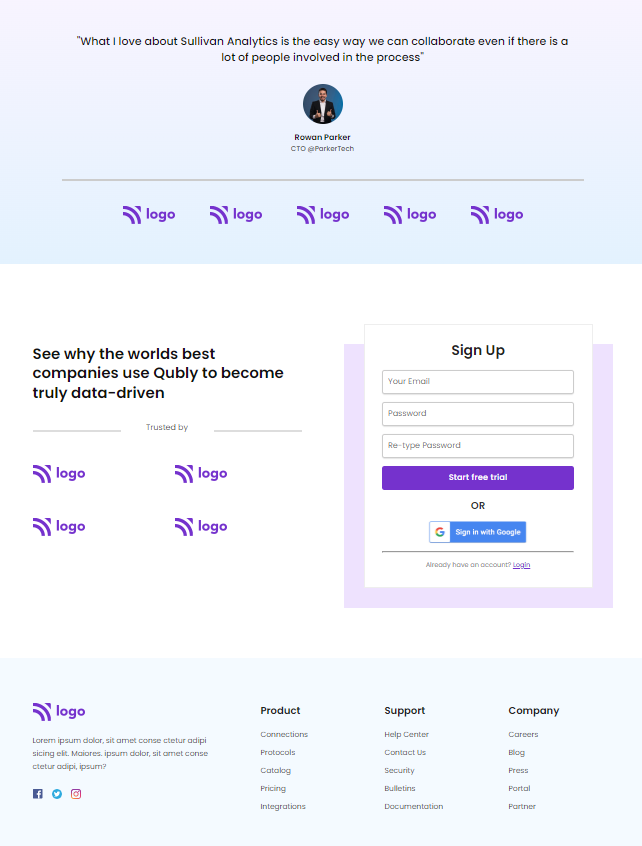 "What I love about Sullivan Analytics is the easy way we can collaborate even if there is a
lot of people involved in the process"
Rowan Parker
CTO @ParkerTech
logo logo logo logo logo
See why the worlds best
companies use Qubly to become
truly data-driven
Trusted by
logo logo
logo logo
Sign Up
Your Email
Password
Re-type Password
Start free trial
OR
G Sign in with Google
Already have an account? Login
logo
Lorem ipsum dolor, sit amet conse ctetur adipi
sicing elit. Maiores. ipsum dolor, sit amet conse
ctetur adipi, ipsum?
Product
Connections
Protocols
Catalog
Pricing
Integrations
Support
Help Center
Contact Us
Security
Bulletins
Documentation
Company
Careers
Blog
Press
Portal
Partner